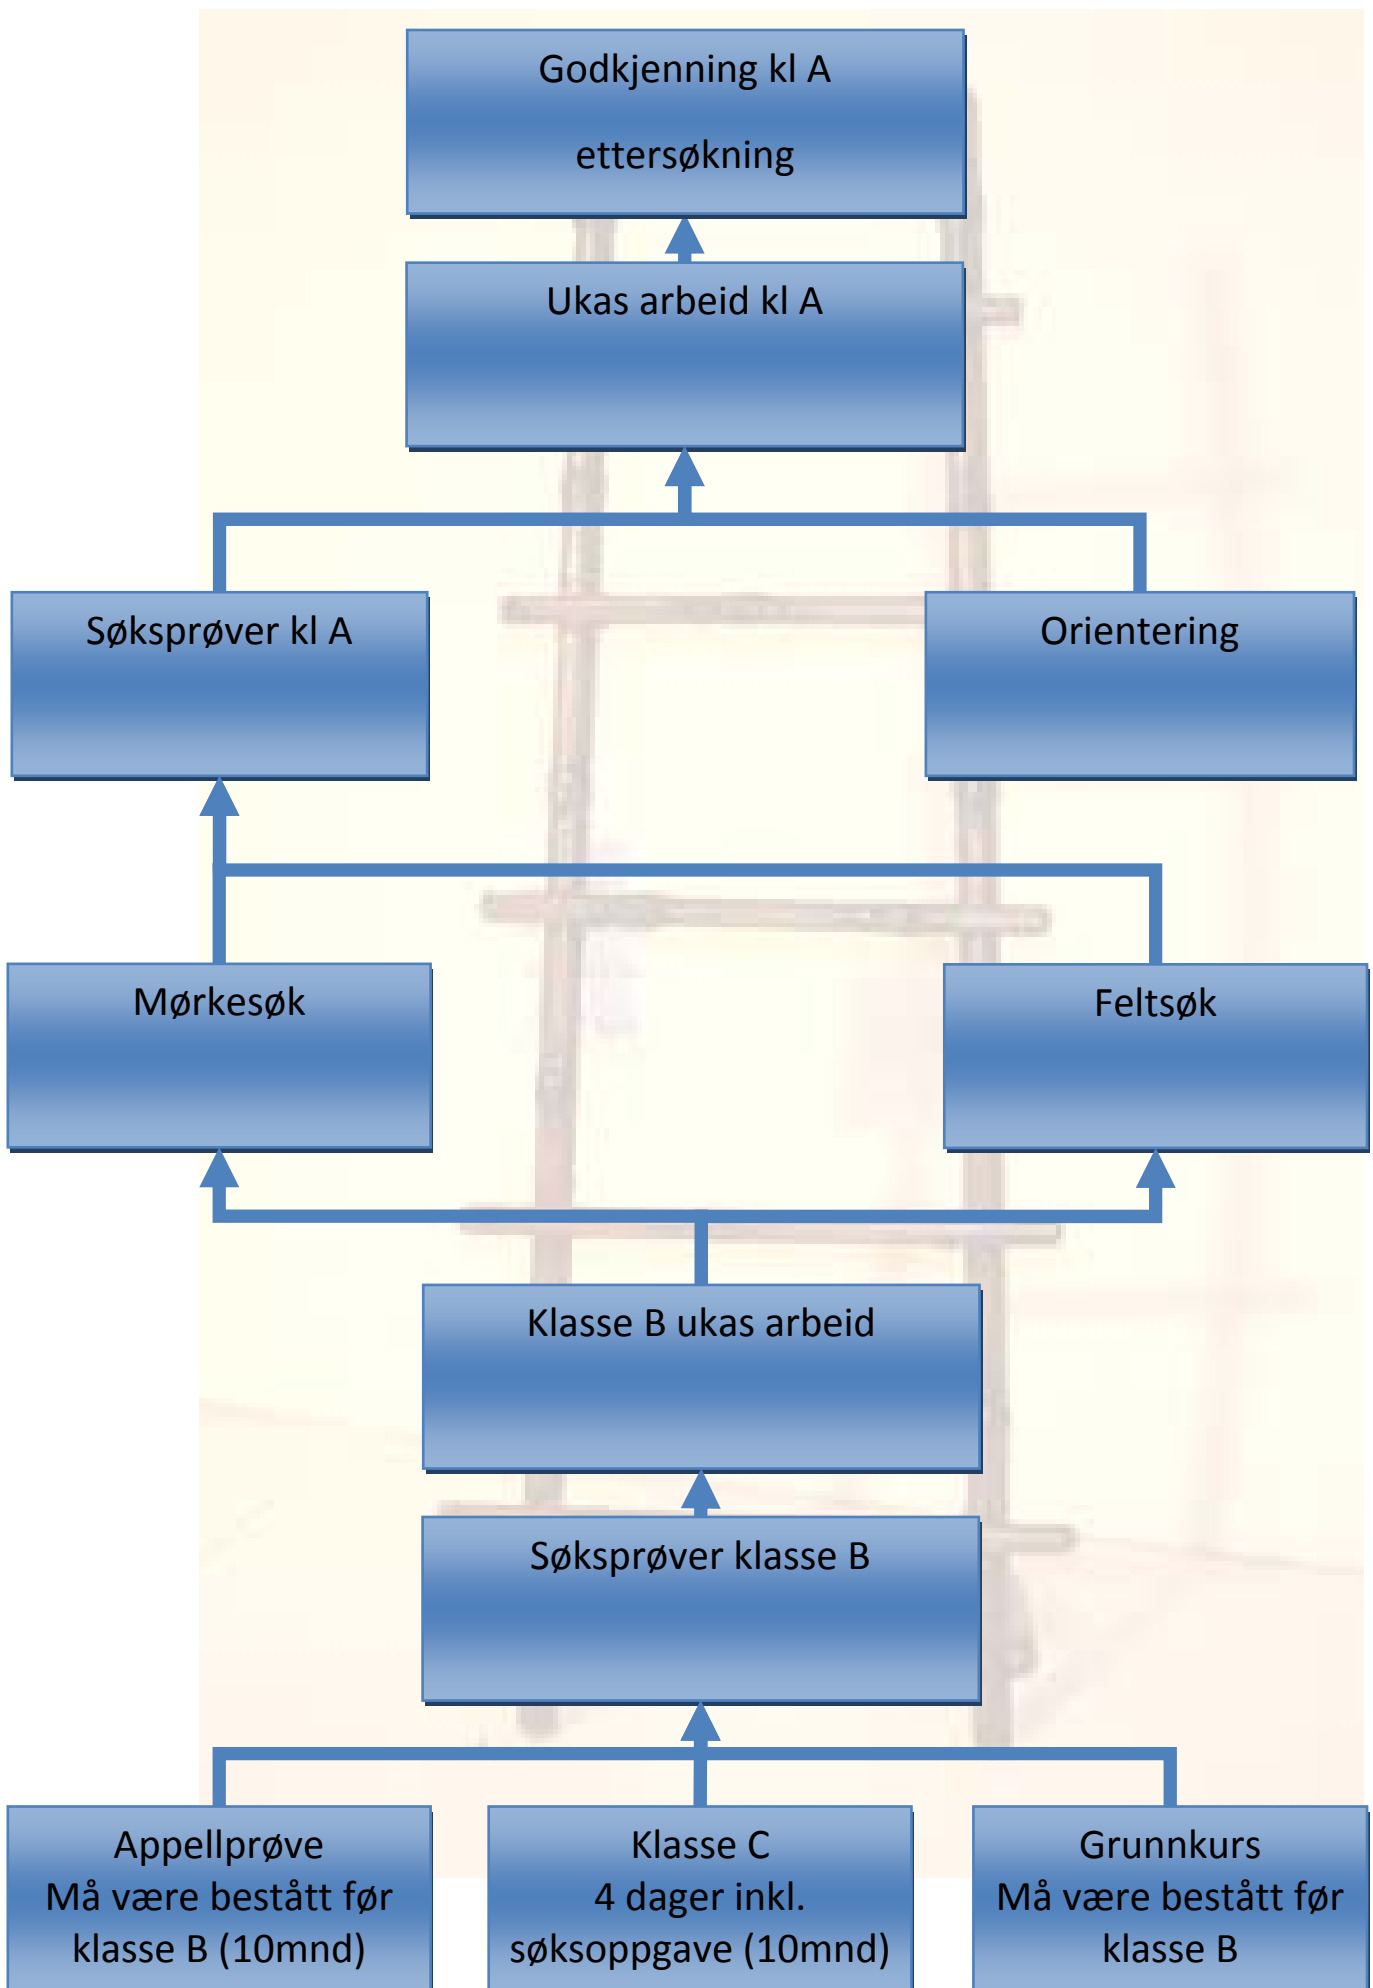 Godkjenning kl A
ettersøkning
Ukas arbeid kl A
Søksprøver kl A
Orientering
Mørkesøk
Feltsøk
Klasse B ukas arbeid
Søksprøver klasse B
Appellprøve
Må være bestått før
klasse B (10mnd)
Klasse C
4 dager inkl.
søksoppgave (10mnd)
Grunnkurs
Må være bestått før
klasse B